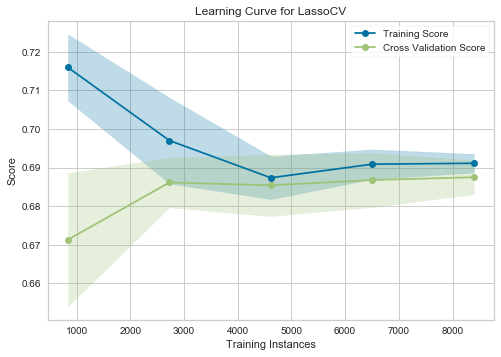 Learning Curve for LassoCV
Training Score
Cross Validation Score
0.72
0.71
0.70
0.69
0.68
0.67
0.66
Score
1000 2000 3000 4000 5000 6000 7000 8000
Training Instances